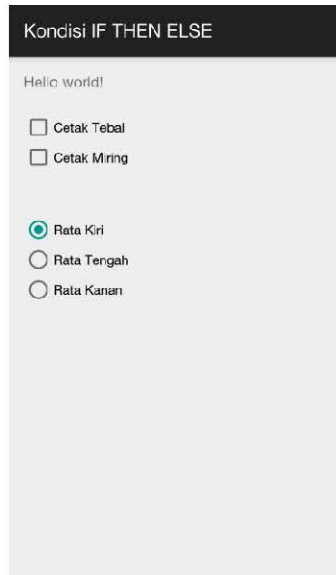 Kondisi IF THEN ELSE
Hello world!
Cetak Tebal
Cetak Miring
Rata Kiri
Rata Tengah
Rata Kanan